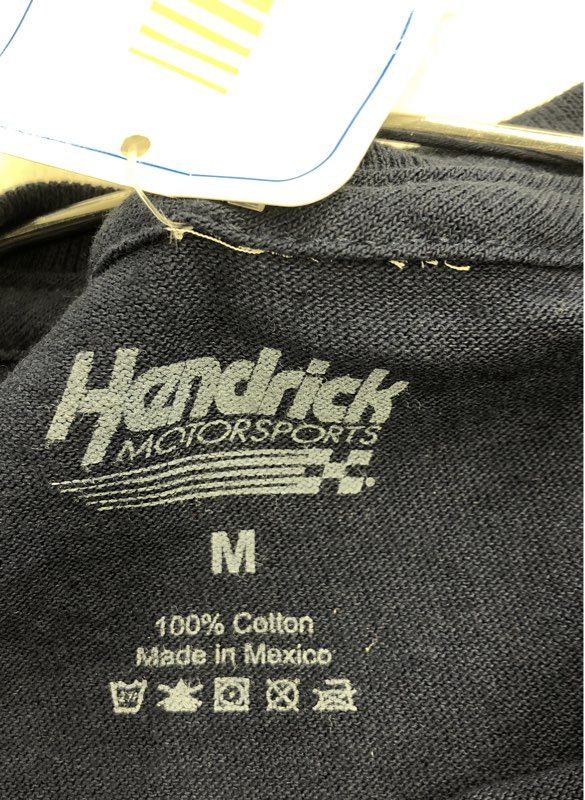 Hendrick
MOTORSPORTS
M
100% Cotton
Made in Mexico